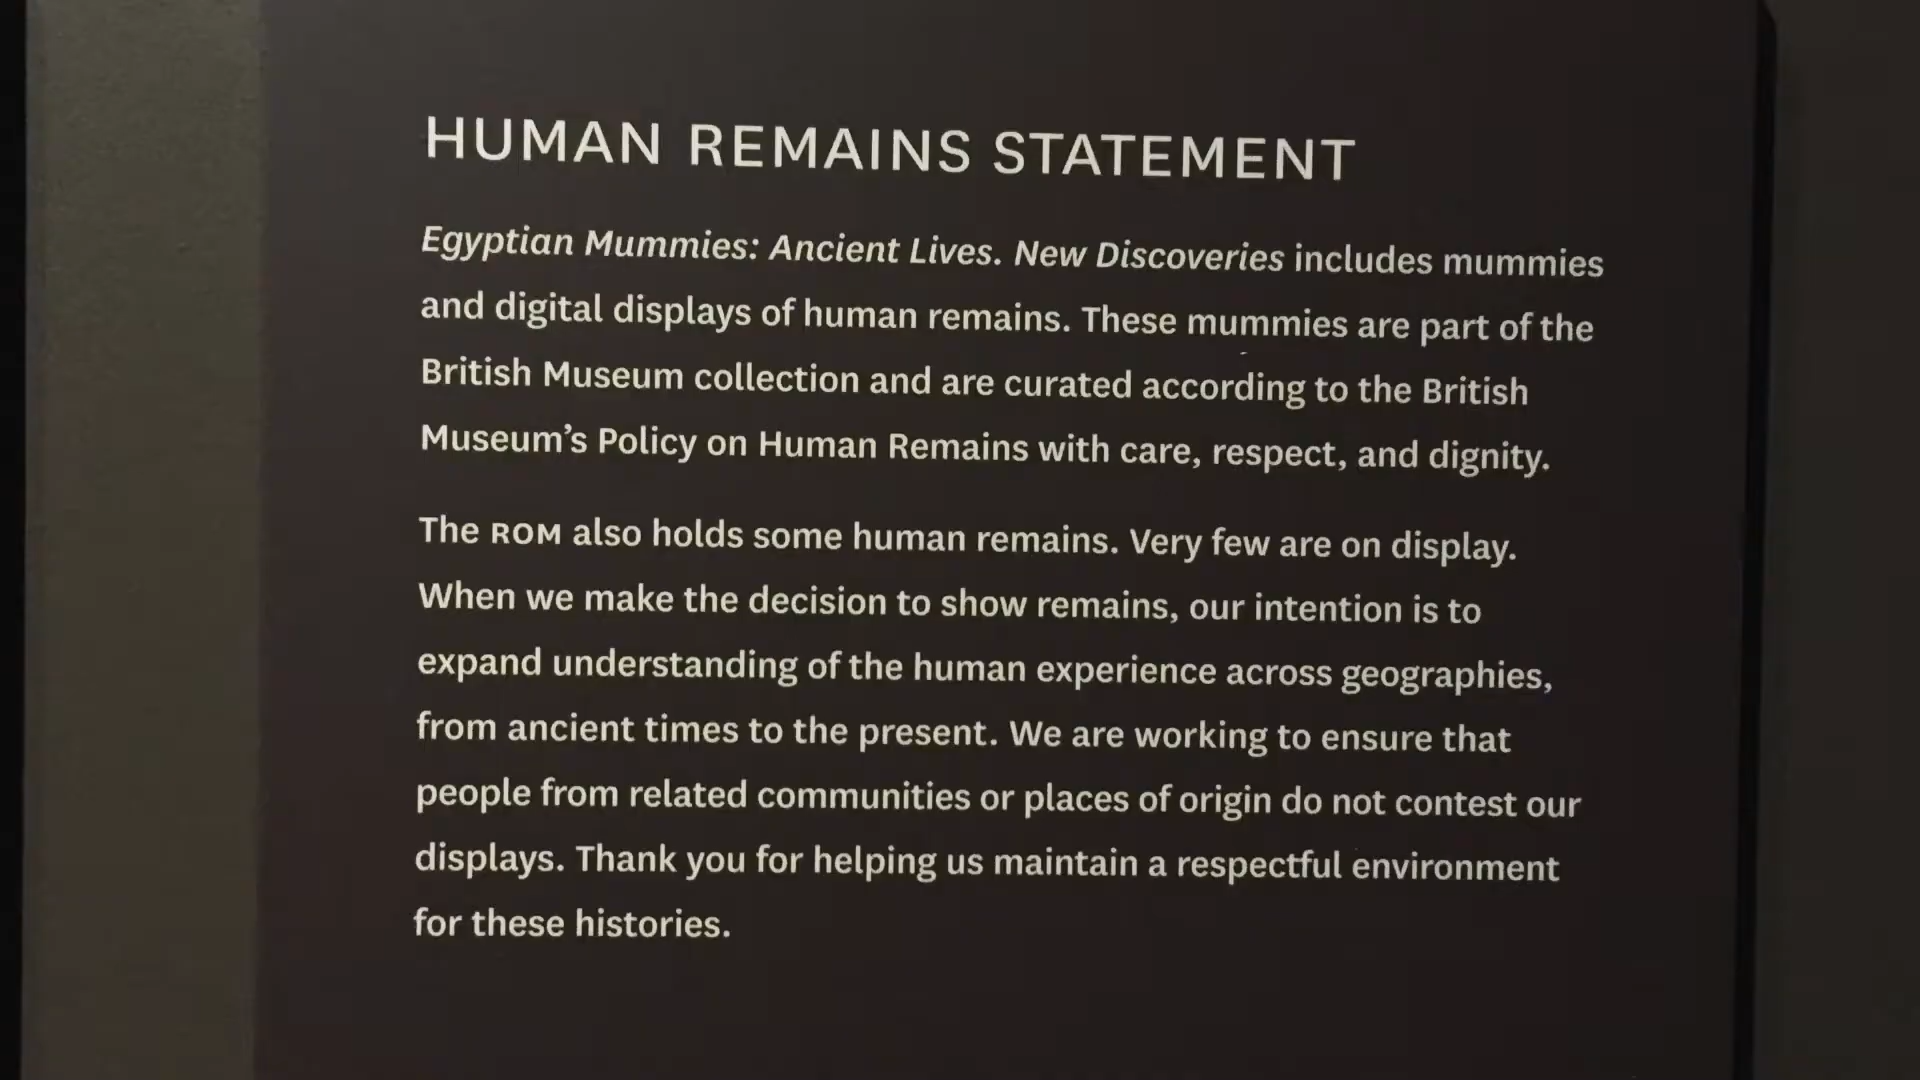 HUMAN REMAINS STATEMENT
Egyptian Mummies: Ancient Lives. New Discoveries includes mummies
and digital displays of human remains. These mummies are part of the
British Museum collection and are curated according to the British
Museum’s Policy on Human Remains with care, respect, and dignity.
The ROM also holds some human remains. Very few are on display.
When we make the decision to show remains, our intention is to
expand understanding of the human experience across geographies,
from ancient times to the present. We are working to ensure that
people from related communities or places of origin do not contest our
displays. Thank you for helping us maintain a respectful environment
for these histories.